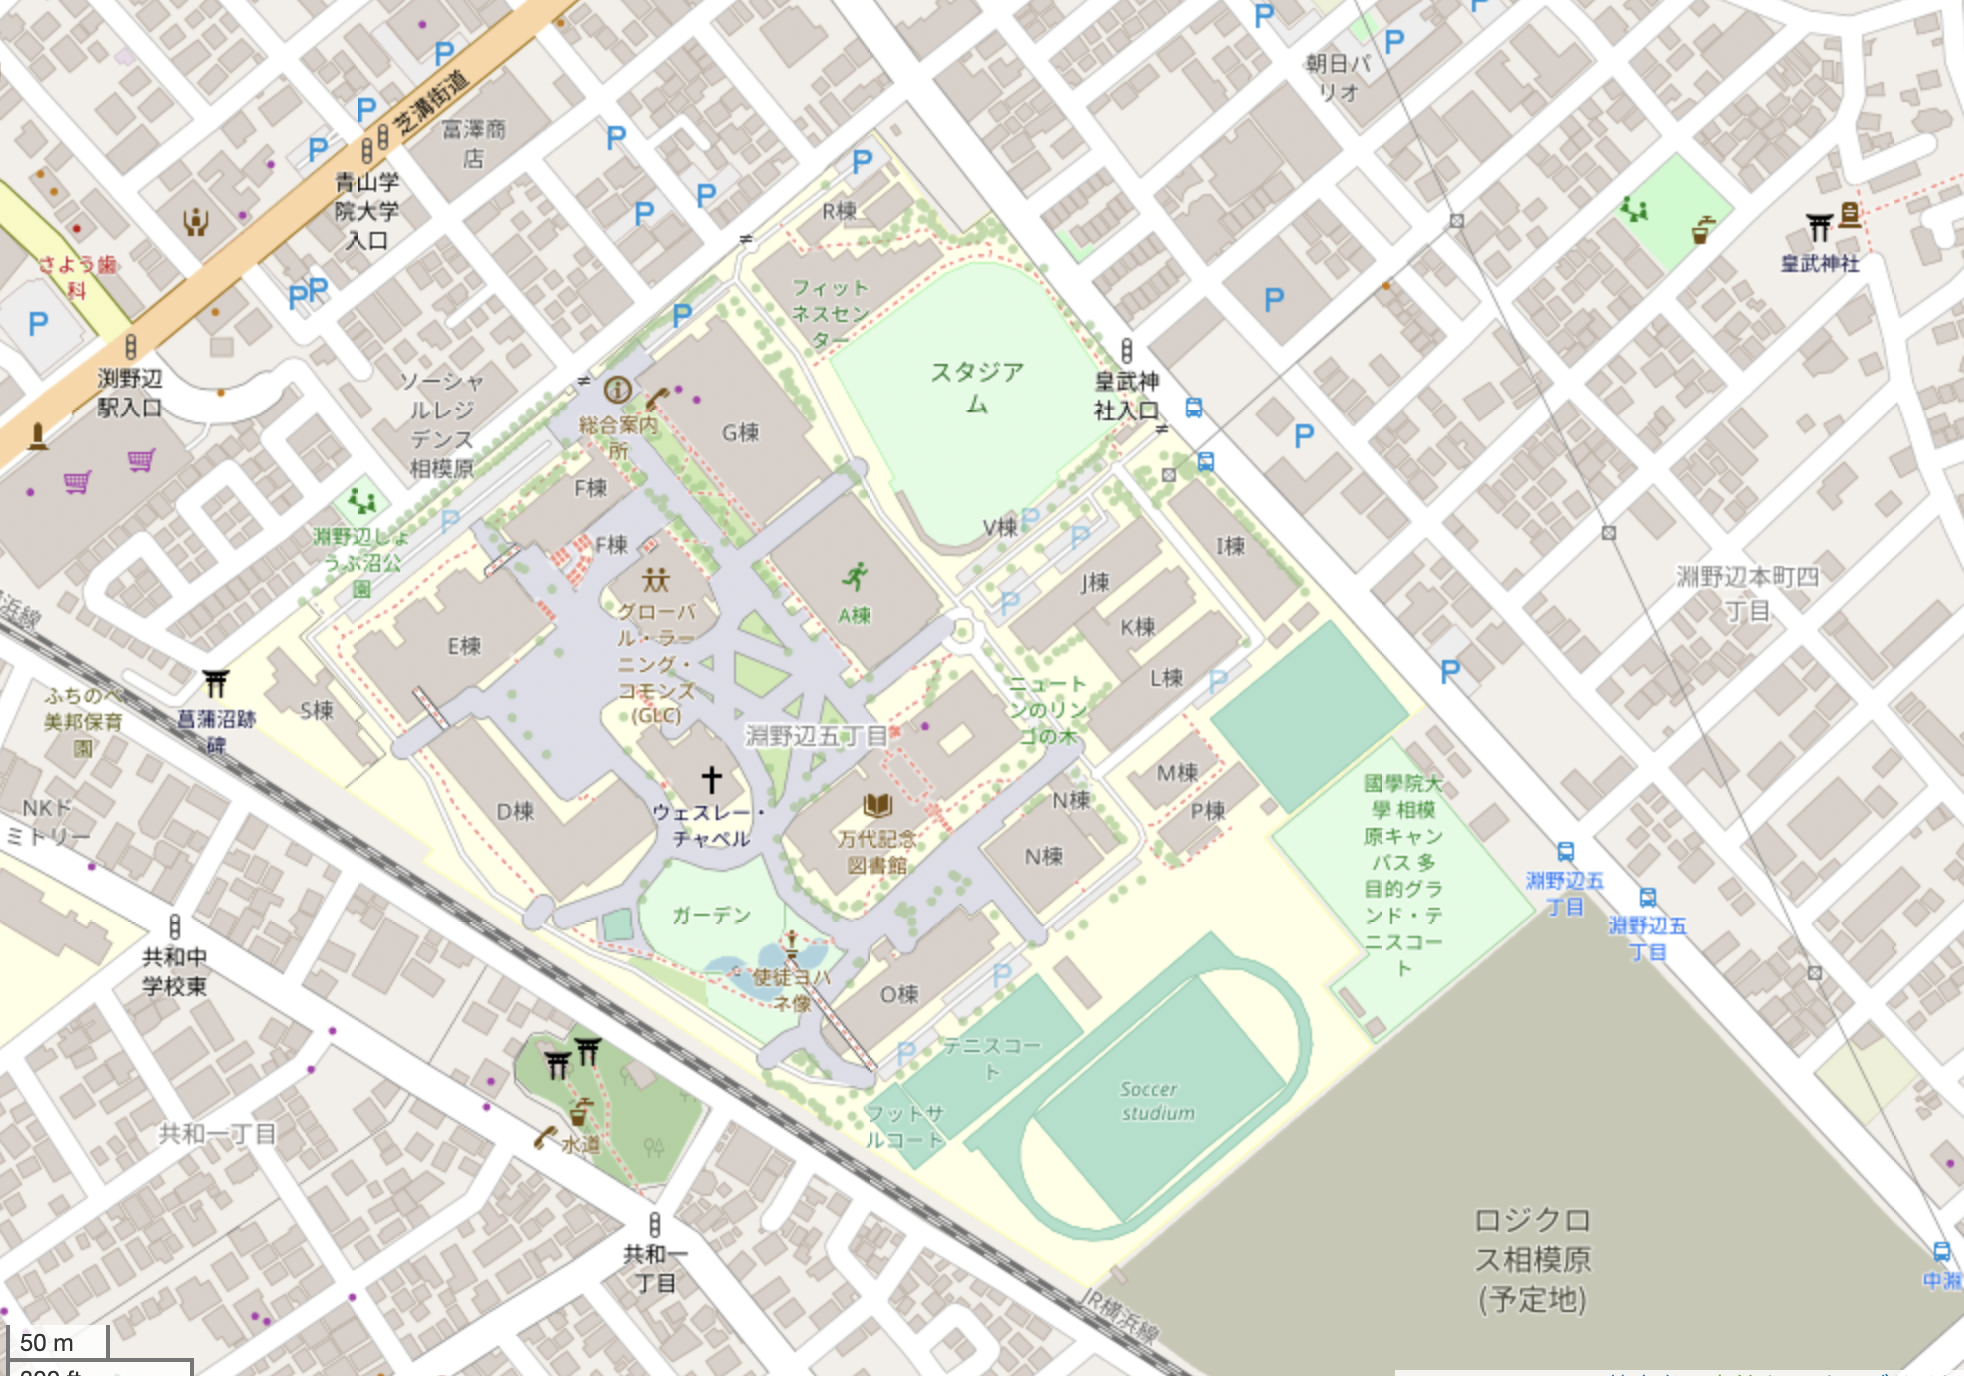 芝溝街道
富澤商
店
青山学
院大学
入口
朝日パ
リオ
さよう歯
科
渕野辺
駅入口
皇武神社
R棟
フィット
ネスセン
ター
スタジア
ム
皇武神
社入口
ソーシャ
ルレジ
デンス
相模原
総合案内
所
G棟
F棟
V棟
I棟
淵野辺しょ
うぶ沼公
園
F棟
J棟
A棟
グローバ
ル・ラー
ニング・
コモンズ
(GLC)
K棟
E棟
L棟
淵野辺本町四
丁目
ニュート
ンのリン
ゴの木
S棟
ふちのべ
美邦保育
園
菖蒲沼跡
碑
淵野辺五丁目
M棟
P棟
N棟
N棟
D棟
ウェスレー・
チャペル
万代記念
図書館
國學院大
學 相模
原キャン
パス 多
目的グラ
ンド・テ
ニスコー
ト
NKド
ミトリー
淵野辺五
丁目
淵野辺五
丁目
ガーデン
共和中
学校東
使徒ヨハ
ネ像
O棟
テニスコー
ト
Soccer
studium
フットサ
ルコート
共和一丁目
水道
共和一
丁目
ロジクロ
ス相模原
(予定地)
JR横浜線
50 m